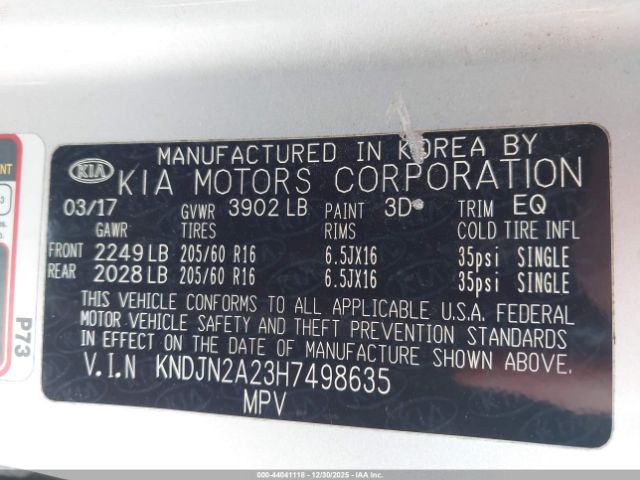 MANUFACTURED IN KOREA BY
KIA KIA MOTORS CORPORATION
03/17 GVWR 3902 LB PAINT 3D TRIM EQ
GAWR TIRES RIMS COLD TIRE INFL
FRONT 2249 LB 205/60 R16 6.5JX16 35psi SINGLE
REAR 2028 LB 205/60 R16 6.5JX16 35psi SINGLE
THIS VEHICLE CONFORMS TO ALL APPLICABLE U.S.A. FEDERAL
MOTOR VEHICLE SAFETY AND THEFT PREVENTION STANDARDS
IN EFFECT ON THE DATE OF MANUFACTURE SHOWN ABOVE.
V.I.N KNDJN2A23H7498635
MPV
P73
000-44041118 - 12/30/2025 - IAAI.COM